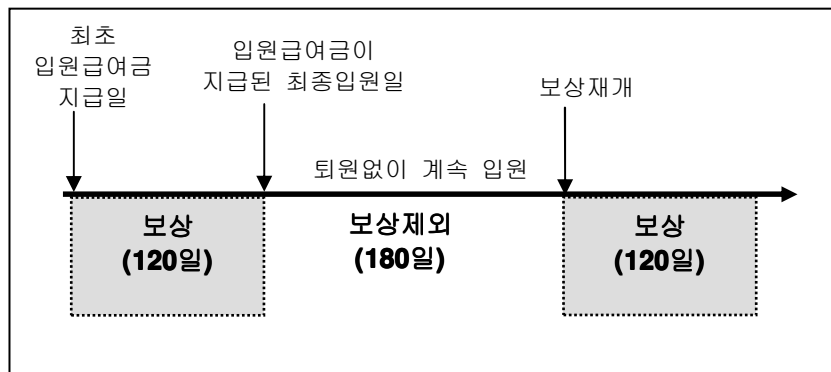 최초
입원급여금
지급일
입원급여금이
지급된 최종입원일
보상재개
퇴원없이 계속 입원
보상
(120일)
보상제외
(180일)
보상
(120일)